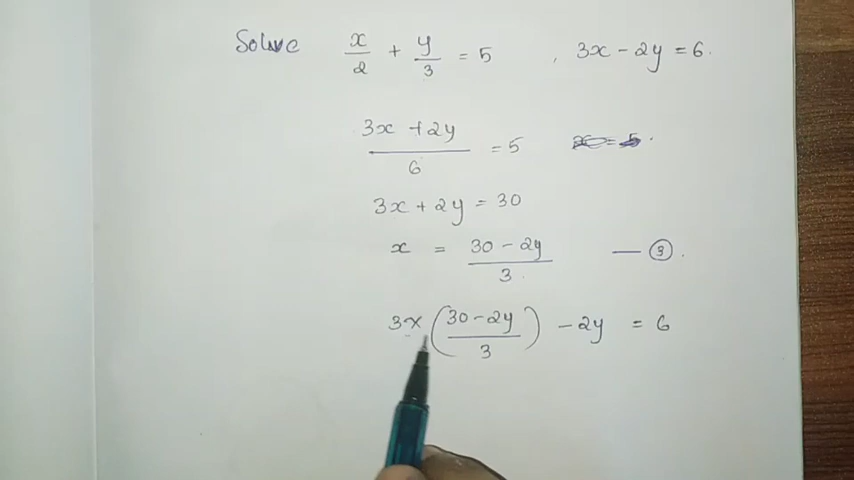 Solve x/2 + y/3 = 5 , 3x - 2y = 6.
(3x + 2y)/6 = 5
3x + 2y = 30
x = (30 - 2y)/3 — ③.
3×((30 - 2y)/3) - 2y = 6